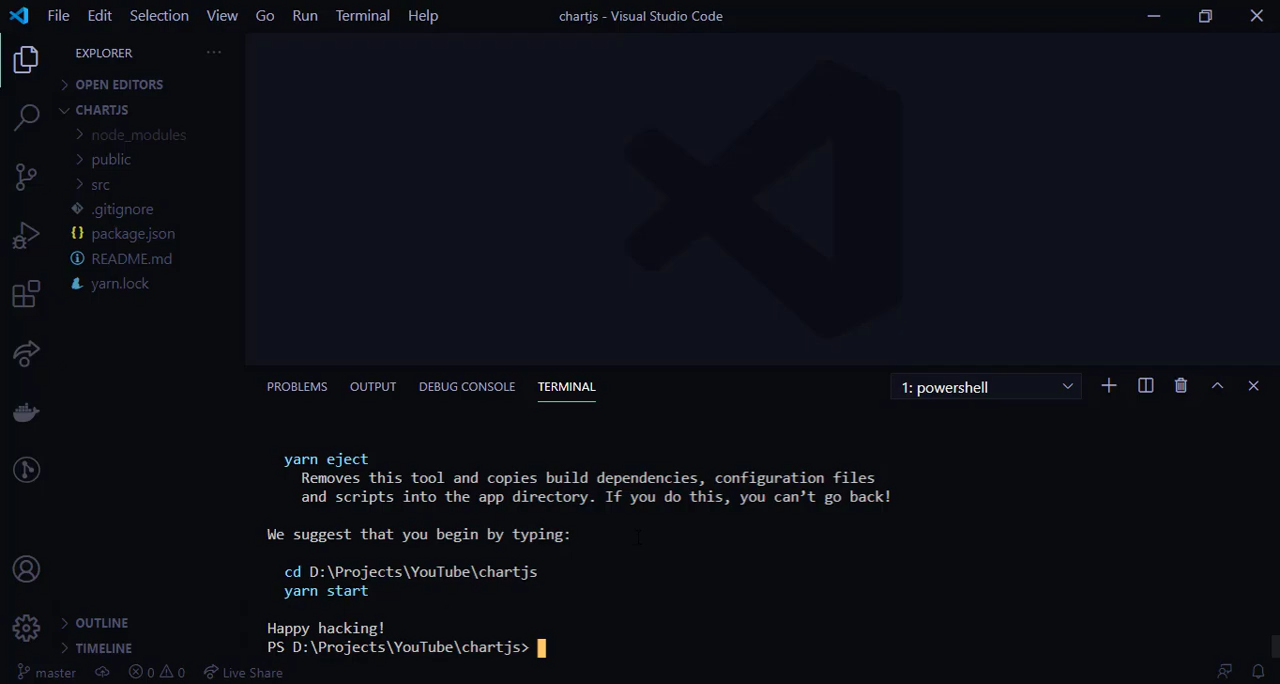 File Edit Selection View Go Run Terminal Help
chartjs - Visual Studio Code
EXPLORER
OPEN EDITORS
CHARTJS
node_modules
public
src
.gitignore
package.json
README.md
yarn.lock
OUTLINE
TIMELINE
PROBLEMS OUTPUT DEBUG CONSOLE TERMINAL
1: powershell
yarn eject
Removes this tool and copies build dependencies, configuration files
and scripts into the app directory. If you do this, you can’t go back!
We suggest that you begin by typing:
cd D:\Projects\YouTube\chartjs
yarn start
Happy hacking!
PS D:\Projects\YouTube\chartjs>
master 0 0 Live Share